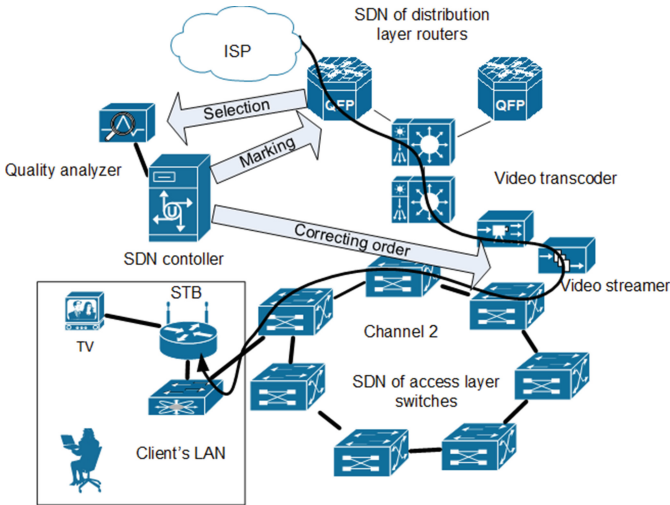 SDN of distribution
layer routers
ISP
QFP
QFP
Selection
Marking
Quality analyzer
Video transcoder
SDN contoller
U
Correcting order
Video streamer
STB
TV
Channel 2
SDN of access layer
switches
Client's LAN